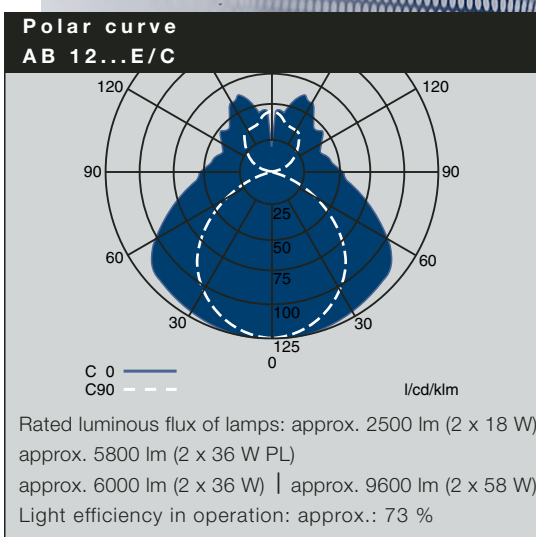 Polar curve
AB 12...E/C
120 120
90 90
60 60
30 30
25
50
75
100
125
0
C 0
C90
l/cd/klm
Rated luminous flux of lamps: approx. 2500 lm (2 x 18 W)
approx. 5800 lm (2 x 36 W PL)
approx. 6000 lm (2 x 36 W) | approx. 9600 lm (2 x 58 W)
Light efficiency in operation: approx.: 73 %